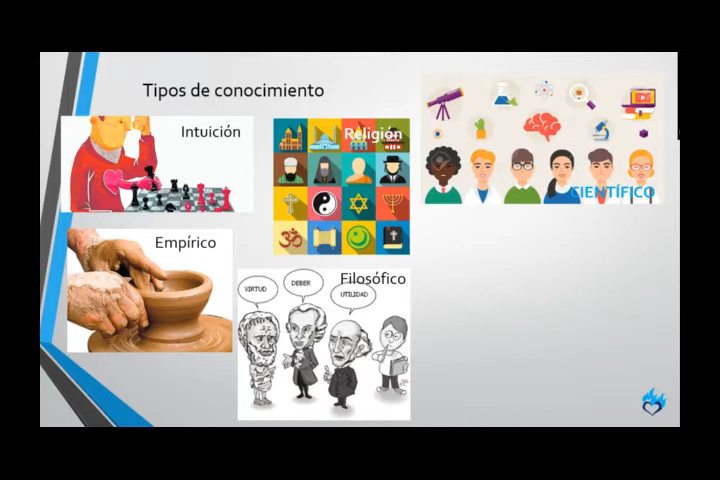 Tipos de conocimiento
Intuición
Religión
CIENTÍFICO
Empírico
Filosófico
VIRTUD
DEBER
UTILIDAD